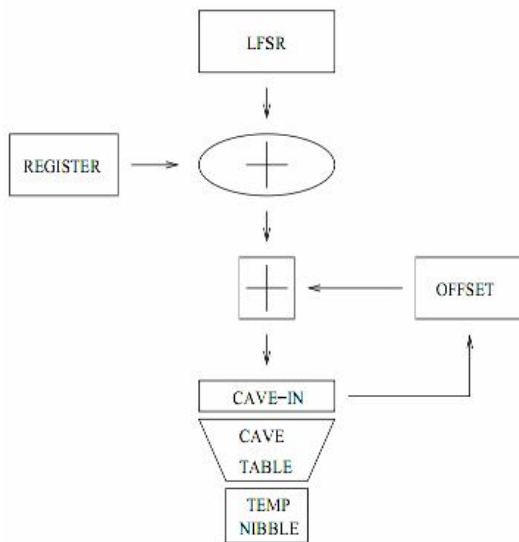 LFSR
REGISTER
OFFSET
CAVE-IN
CAVE
TABLE
TEMP
NIBBLE